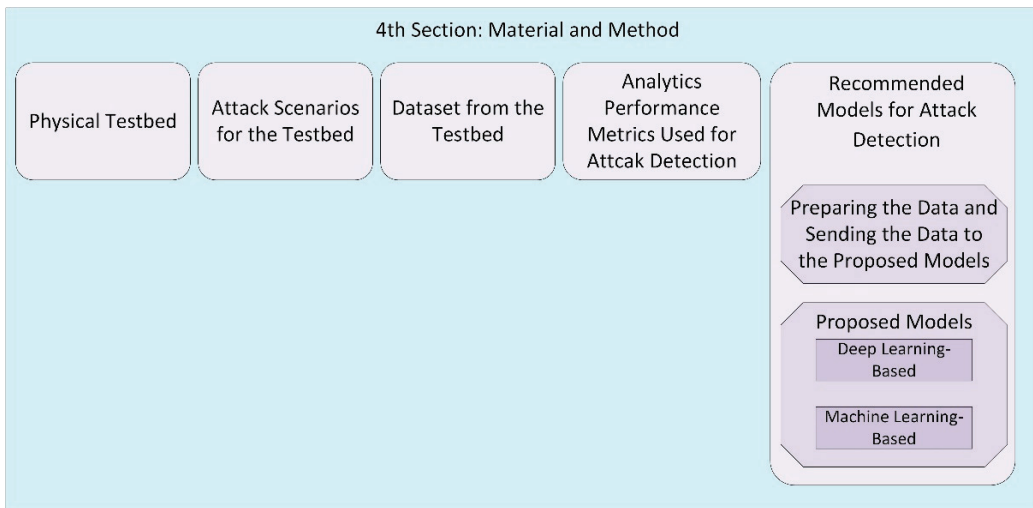 4th Section: Material and Method
Physical Testbed
Attack Scenarios
for the Testbed
Dataset from the
Testbed
Analytics
Performance
Metrics Used for
Attcak Detection
Recommended
Models for Attack
Detection
Preparing the Data and
Sending the Data to
the Proposed Models
Proposed Models
Deep Learning-
Based
Machine Learning-
Based